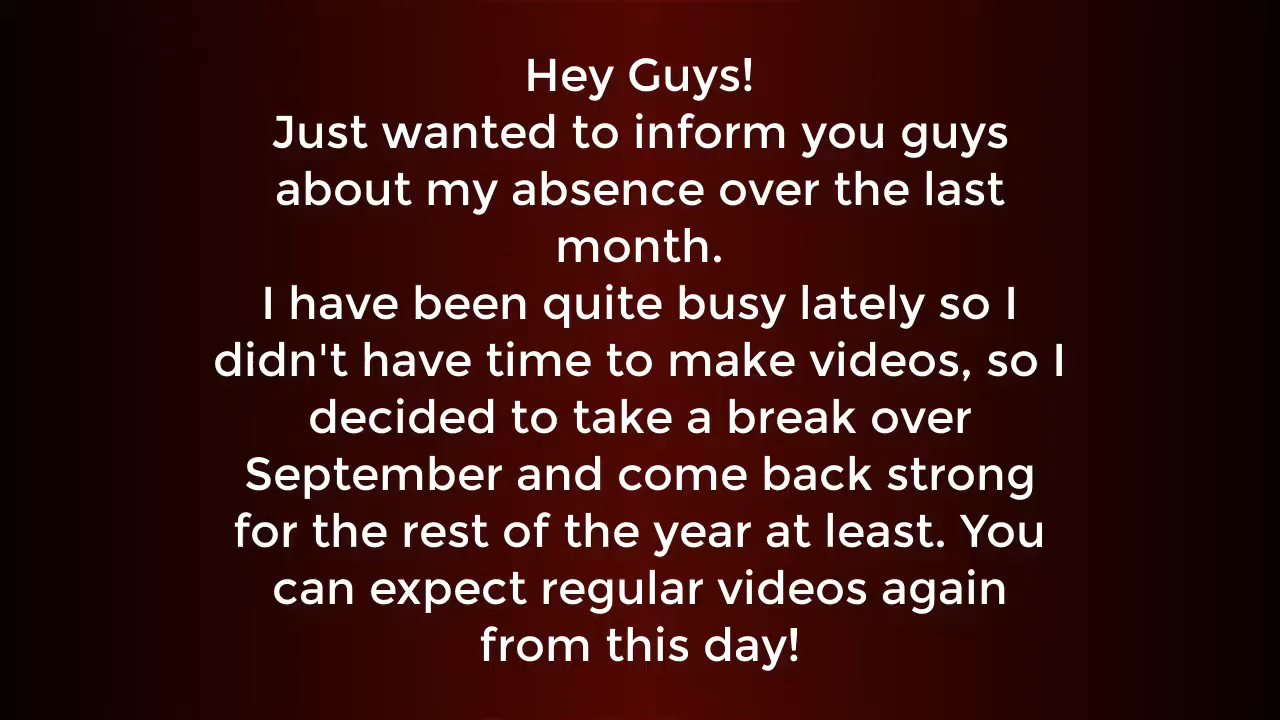 Hey Guys!
Just wanted to inform you guys
about my absence over the last
month.
I have been quite busy lately so I
didn't have time to make videos, so I
decided to take a break over
September and come back strong
for the rest of the year at least. You
can expect regular videos again
from this day!